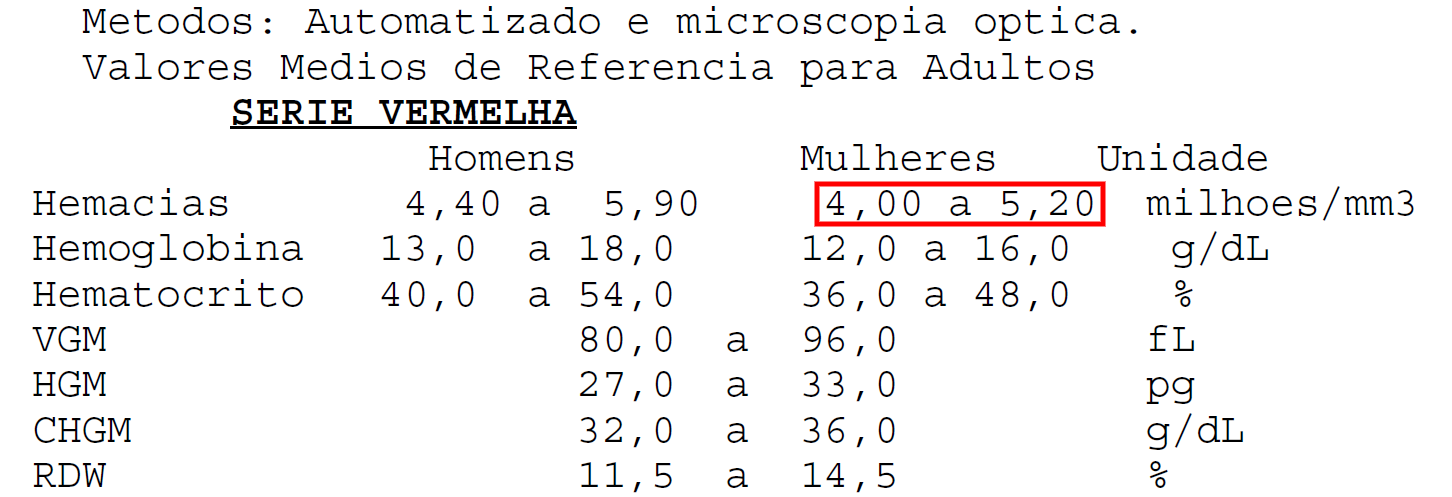 Metodos: Automatizado e microscopia optica.
Valores Medios de Referencia para Adultos
SERIE VERMELHA
Homens Mulheres Unidade
Hemacias 4,40 a 5,90 4,00 a 5,20 milhoes/mm3
Hemoglobina 13,0 a 18,0 12,0 a 16,0 g/dL
Hematocrito 40,0 a 54,0 36,0 a 48,0 %
VGM 80,0 a 96,0 fL
HGM 27,0 a 33,0 pg
CHGM 32,0 a 36,0 g/dL
RDW 11,5 a 14,5 %